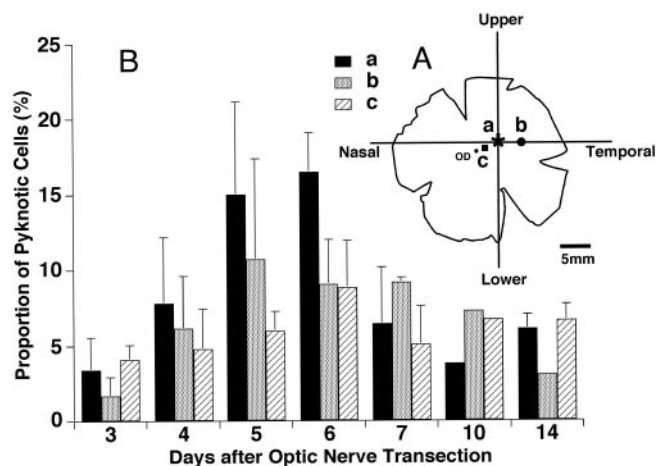 Upper
B
A
a
b
c
a
b
Nasal
Temporal
OD
c
Lower
5mm
Proportion of Pyknotic Cells (%)
25
20
15
10
5
0
3 4 5 6 7 10 14
Days after Optic Nerve Transection